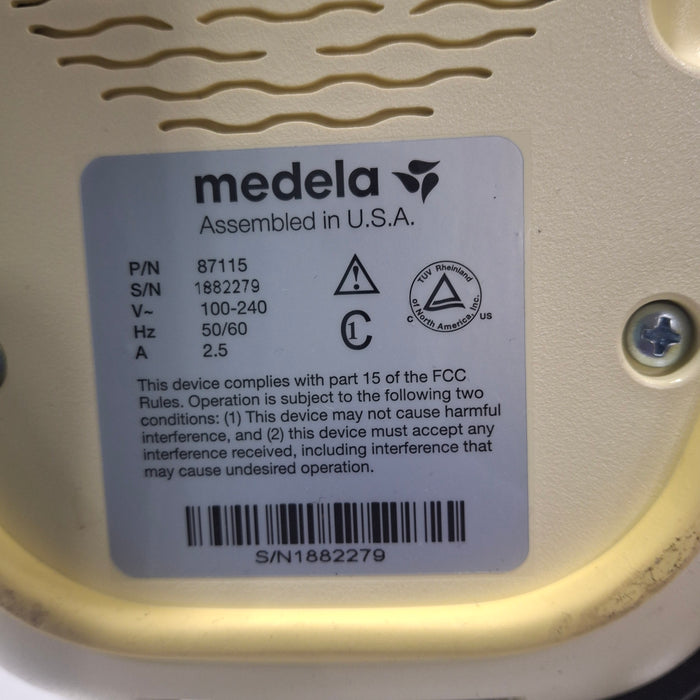 medela
Assembled in U.S.A.
P/N 87115
S/N 1882279
V~ 100-240
Hz 50/60
A 2.5
TUV Rheinland
of North America, Inc.
C US
This device complies with part 15 of the FCC
Rules. Operation is subject to the following two
conditions: (1) This device may not cause harmful
interference, and (2) this device must accept any
interference received, including interference that
may cause undesired operation.
S/N1882279